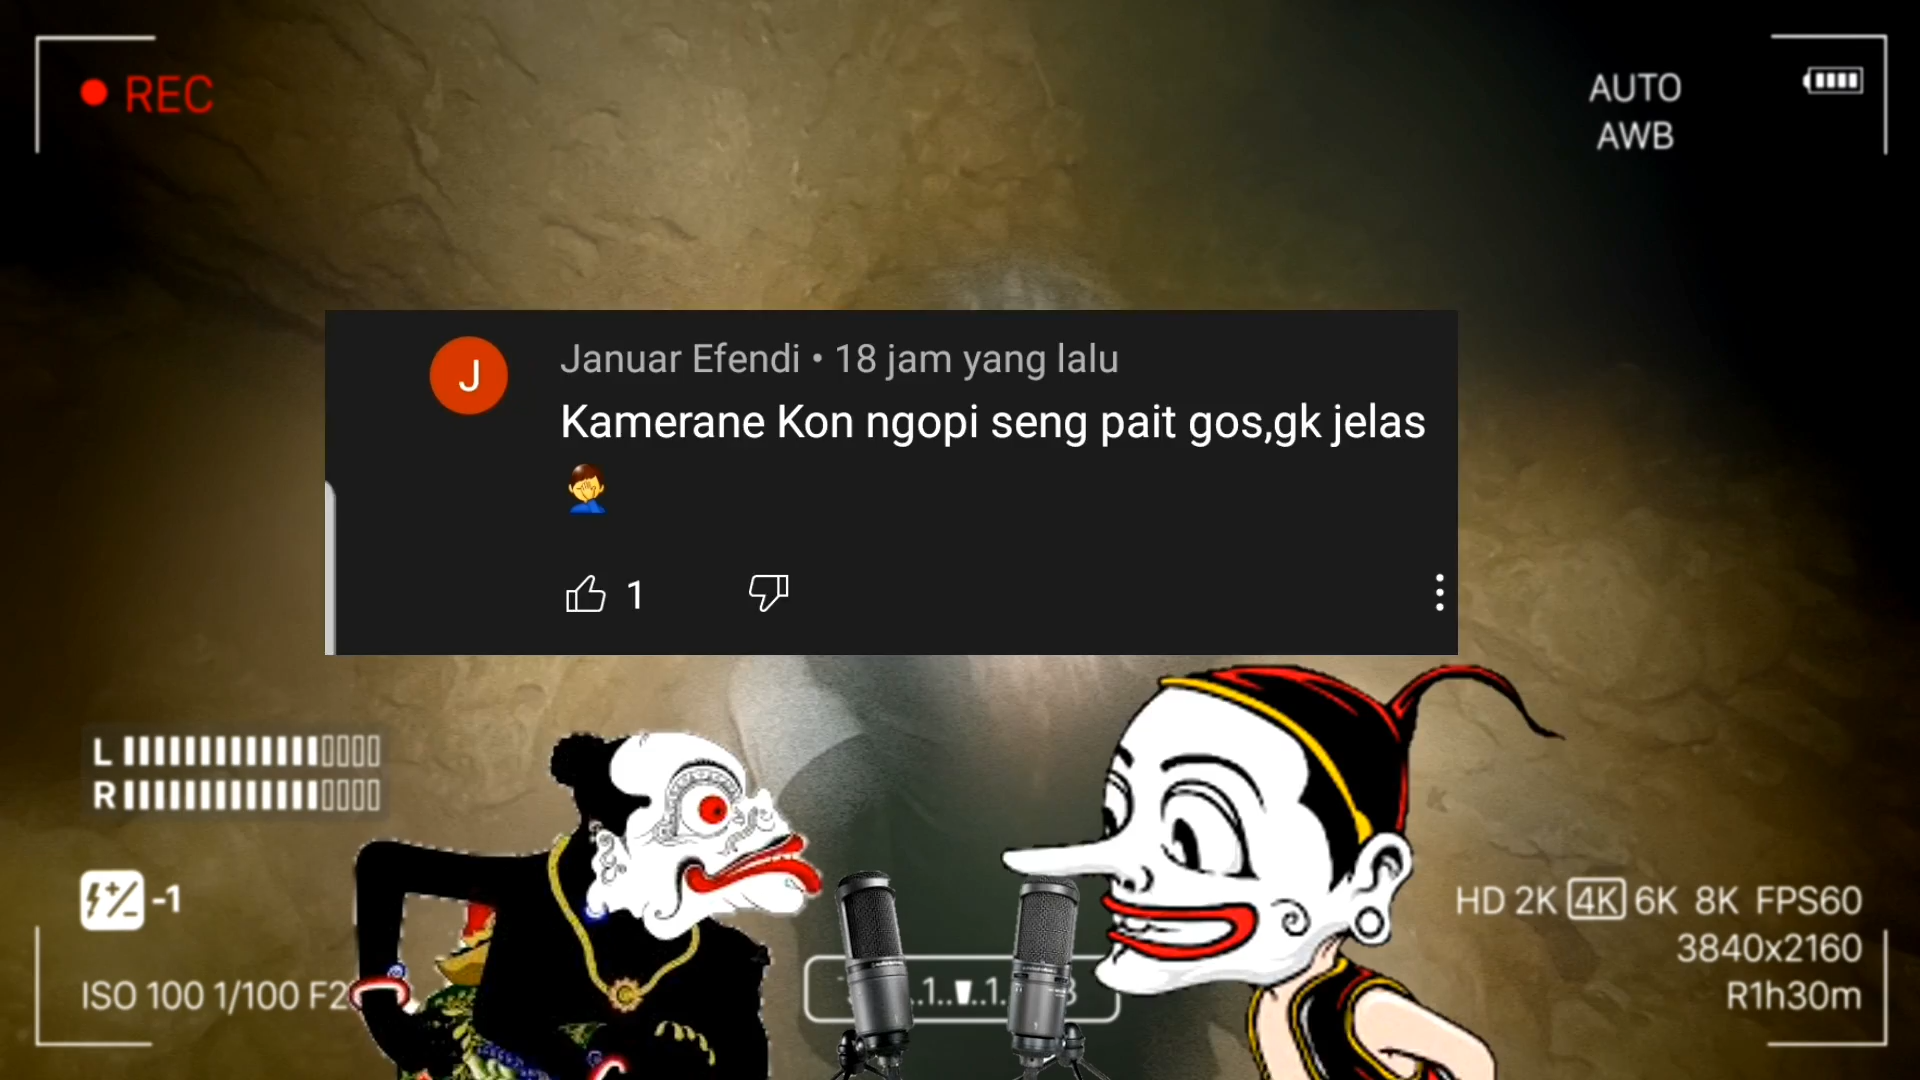 REC
AUTO
AWB
J
Januar Efendi • 18 jam yang lalu
Kamerane Kon ngopi seng pait gos,gk jelas
🤦‍♂️
1
L
R
-1
HD 2K 4K 6K 8K FPS60
3840x2160
ISO 100 1/100 F2
R1h30m